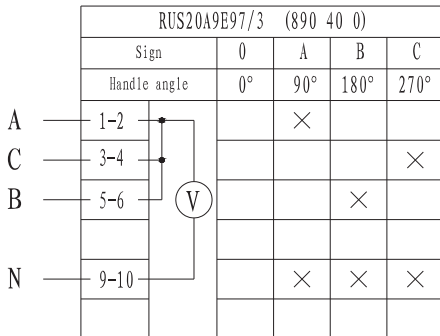 RUS20A9E97/3 (890 40 0)
Sign 0 A B C
Handle angle 0° 90° 180° 270°
A 1-2
C 3-4
B 5-6
V
N 9-10